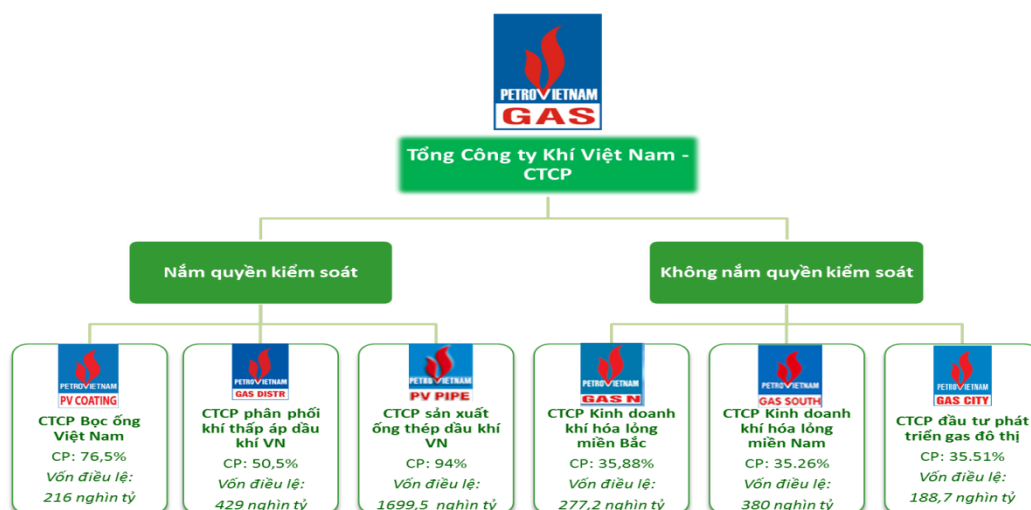 PETROVIETNAM
GAS
Tổng Công ty Khí Việt Nam -
CTCP
Nắm quyền kiểm soát
Không nắm quyền kiểm soát
PETROVIETNAM
PV COATING
CTCP Bọc ống
Việt Nam
CP: 76,5%
Vốn điều lệ:
216 nghìn tỷ
PETROVIETNAM
GAS DISTR
CTCP phân phối
khí thấp áp dầu
khí VN
CP: 50,5%
Vốn điều lệ:
429 nghìn tỷ
PETROVIETNAM
PV PIPE
CTCP sản xuất
ống thép dầu khí
VN
CP: 94%
Vốn điều lệ:
1699,5 nghìn tỷ
PETROVIETNAM
GAS N
CTCP Kinh doanh
khí hóa lỏng
miền Bắc
CP: 35,88%
Vốn điều lệ:
277,2 nghìn tỷ
PETROVIETNAM
GAS SOUTH
CTCP Kinh doanh
khí hóa lỏng
miền Nam
CP: 35.26%
Vốn điều lệ:
380 nghìn tỷ
PETROVIETNAM
GAS CITY
CTCP đầu tư phát
triển gas đô thị
CP: 35.51%
Vốn điều lệ:
188,7 nghìn tỷ